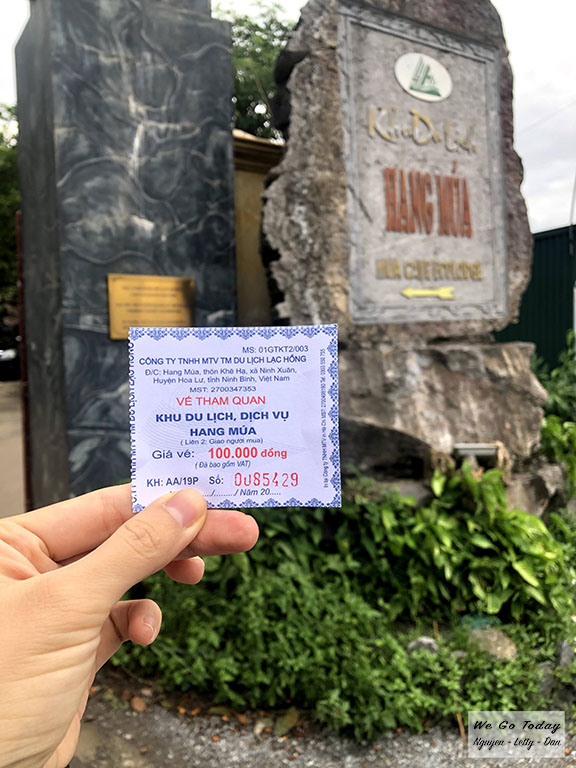 Khu Du Lịch
HANG MÚA
MUA CAVE ECOLODGE
MS: 01GTKT2/003
CÔNG TY TNHH MTV TM DU LỊCH LẠC HỒNG
Đ/C: Hang Múa, thôn Khê Hạ, xã Ninh Xuân,
Huyện Hoa Lư, tỉnh Ninh Bình, Việt Nam
MST: 2700347353
VÉ THAM QUAN
KHU DU LỊCH, DỊCH VỤ
HANG MÚA
( Liên 2: Giao người mua)
Giá vé: 100.000 đồng
( Đã bao gồm VAT)
KH: AA/19P Số: 0085429
/......../ Năm 20.....
We Go Today
Nguyen - Letty - Dan